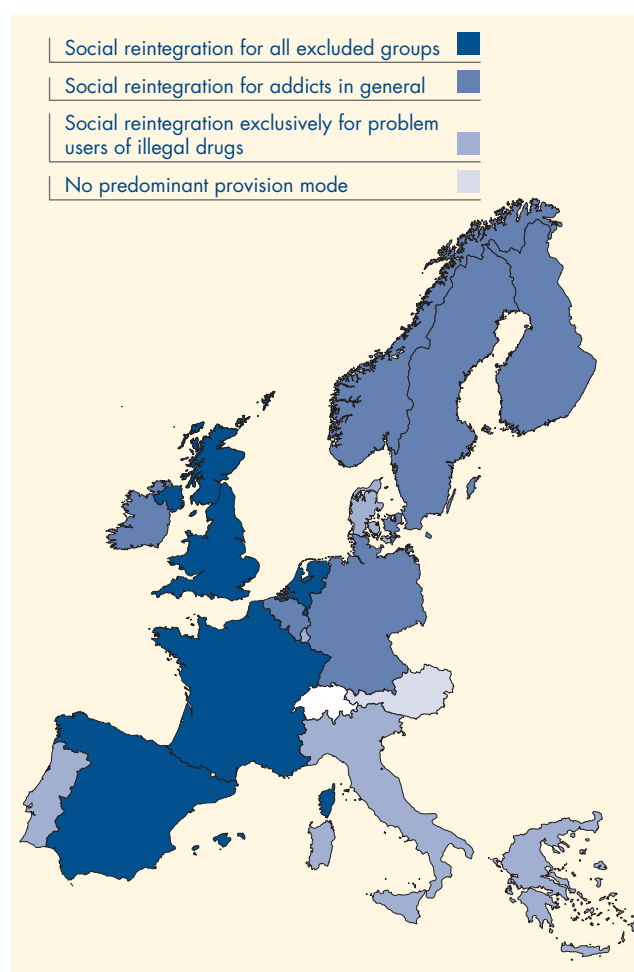 Social reintegration for all excluded groups
Social reintegration for addicts in general
Social reintegration exclusively for problem
users of illegal drugs
No predominant provision mode